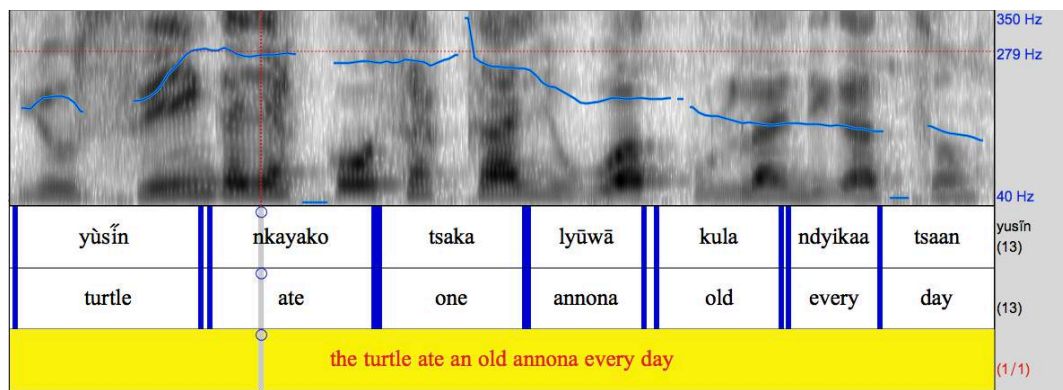 350 Hz
279 Hz
40 Hz
yùsı̋n nkayako tsaka lyūwā kula ndyikaa tsaan yusı̋n
(13)
turtle ate one annona old every day (13)
the turtle ate an old annona every day (1/1)